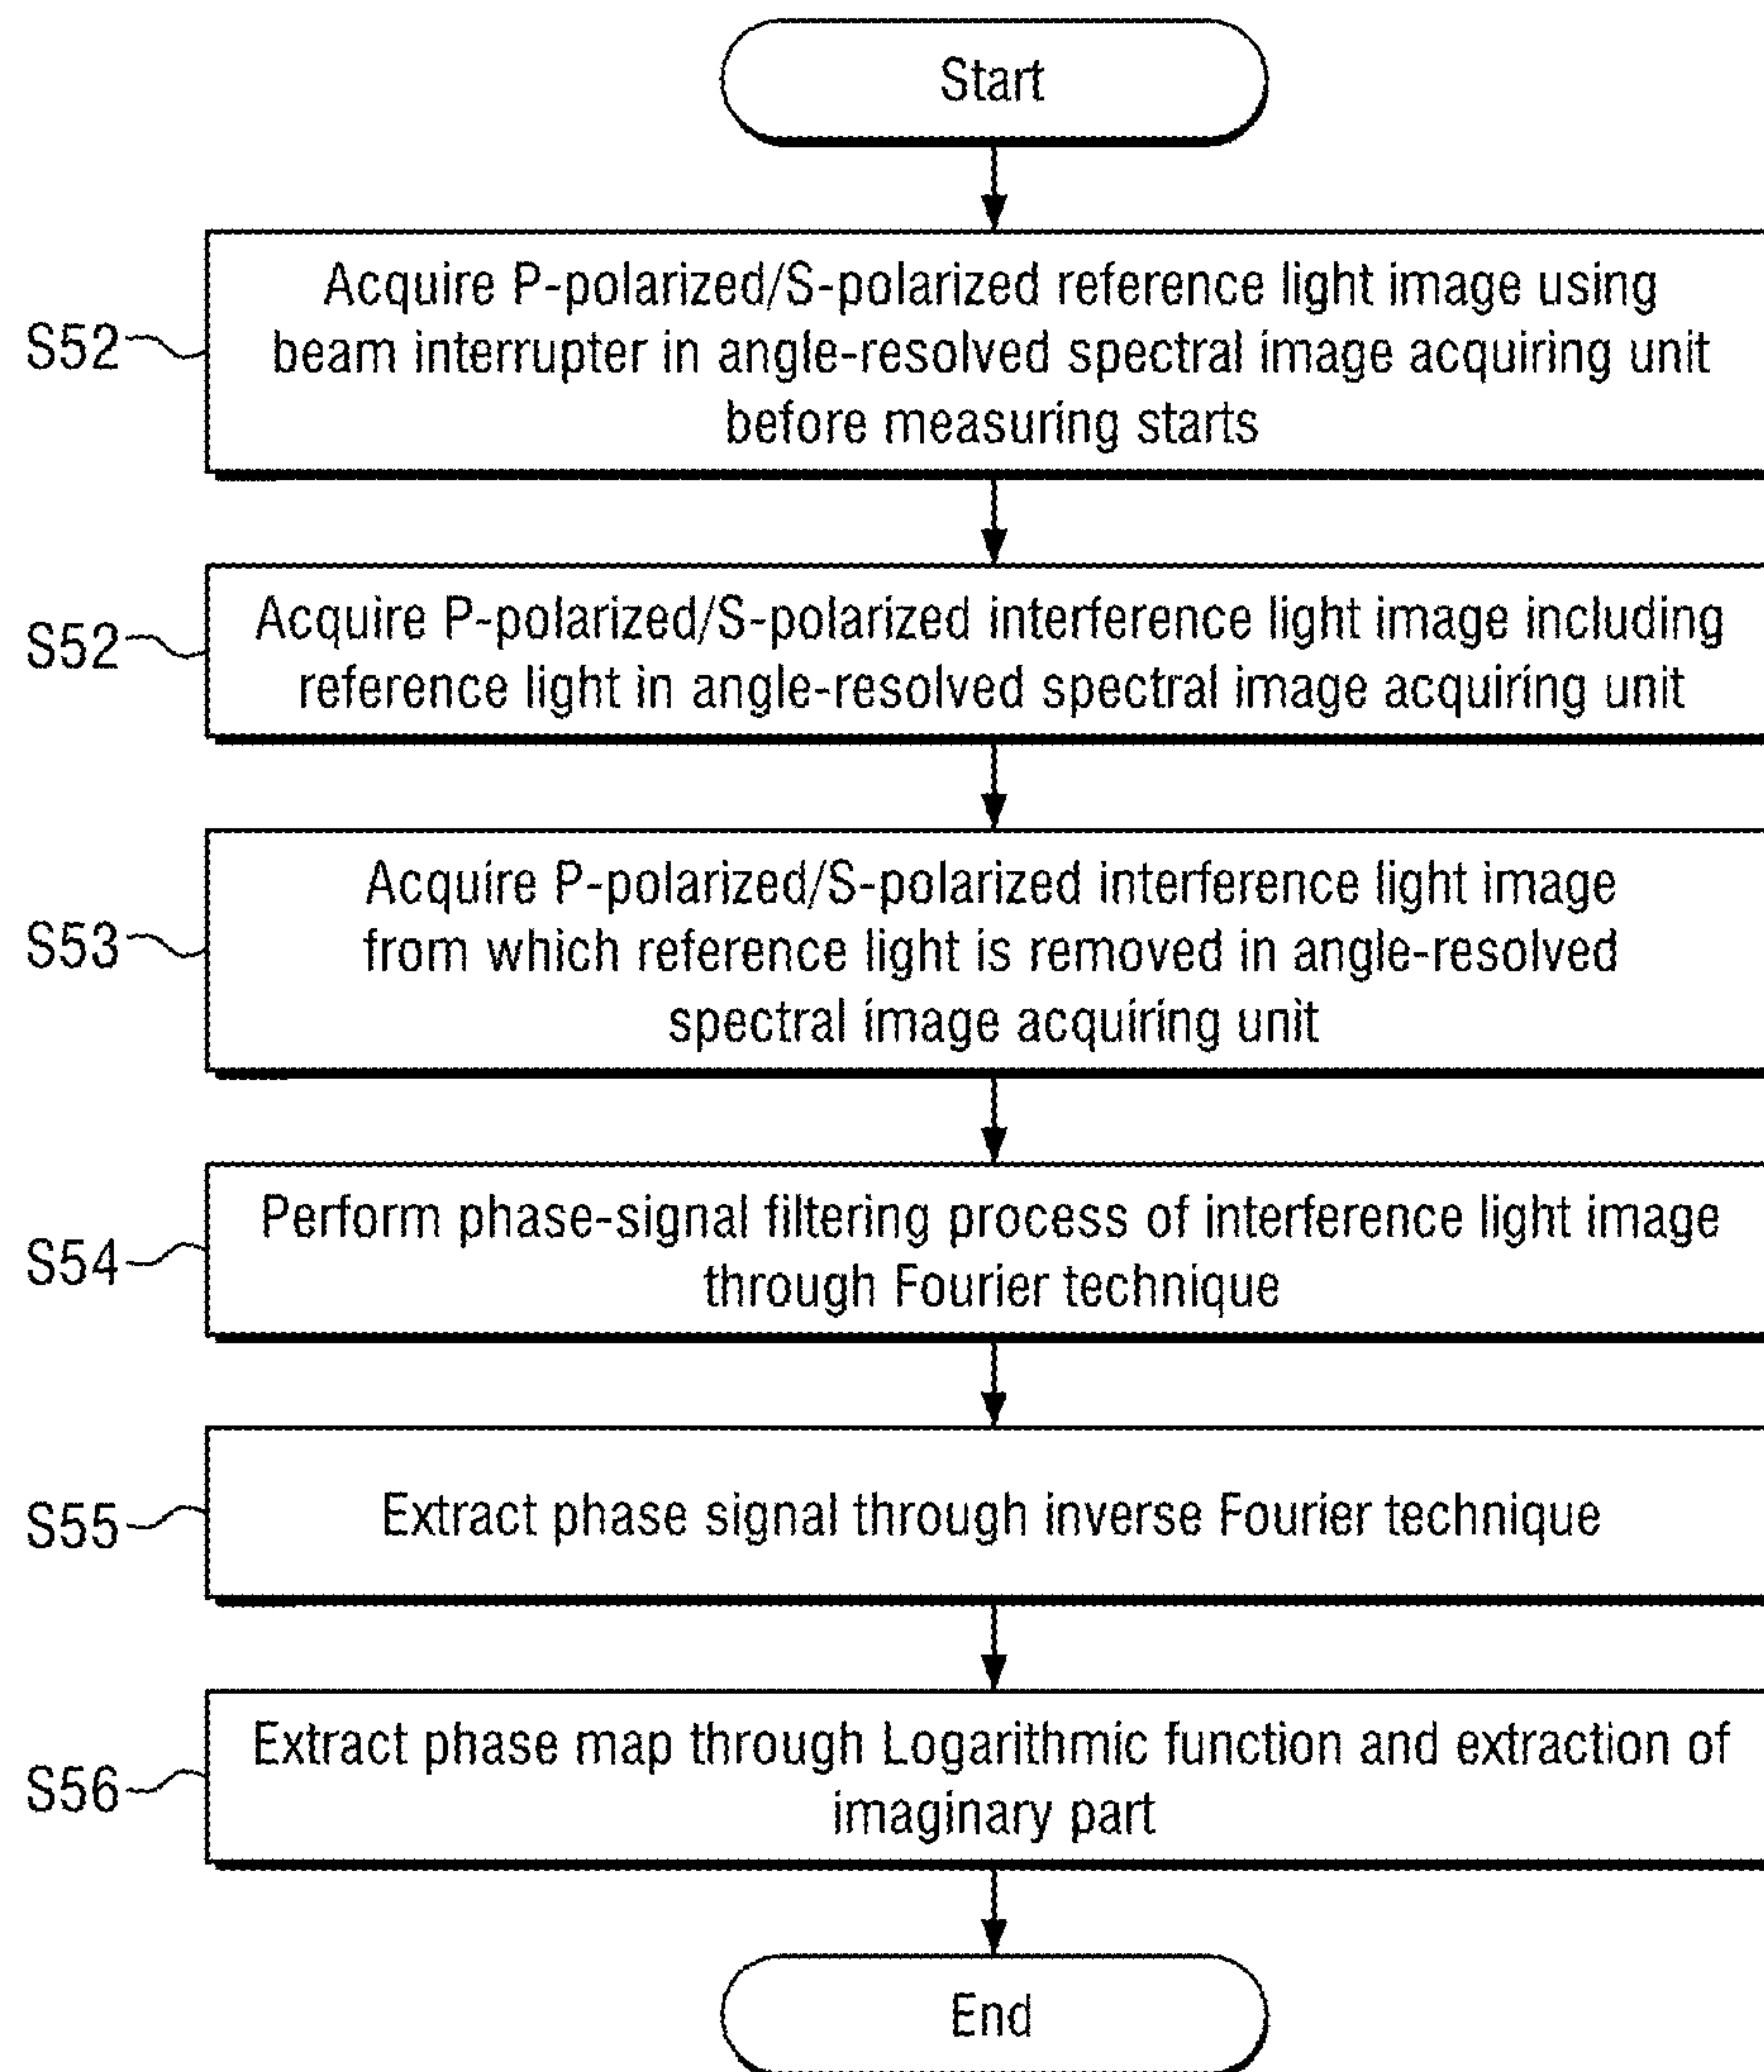 Start
S52
Acquire P-polarized/S-polarized reference light image using
beam interrupter in angle-resolved spectral image acquiring unit
before measuring starts
S52
Acquire P-polarized/S-polarized interference light image including
reference light in angle-resolved spectral image acquiring unit
S53
Acquire P-polarized/S-polarized interference light image
from which reference light is removed in angle-resolved
spectral image acquiring unit
S54
Perform phase-signal filtering process of interference light image
through Fourier technique
S55
Extract phase signal through inverse Fourier technique
S56
Extract phase map through Logarithmic function and extraction of
imaginary part
End